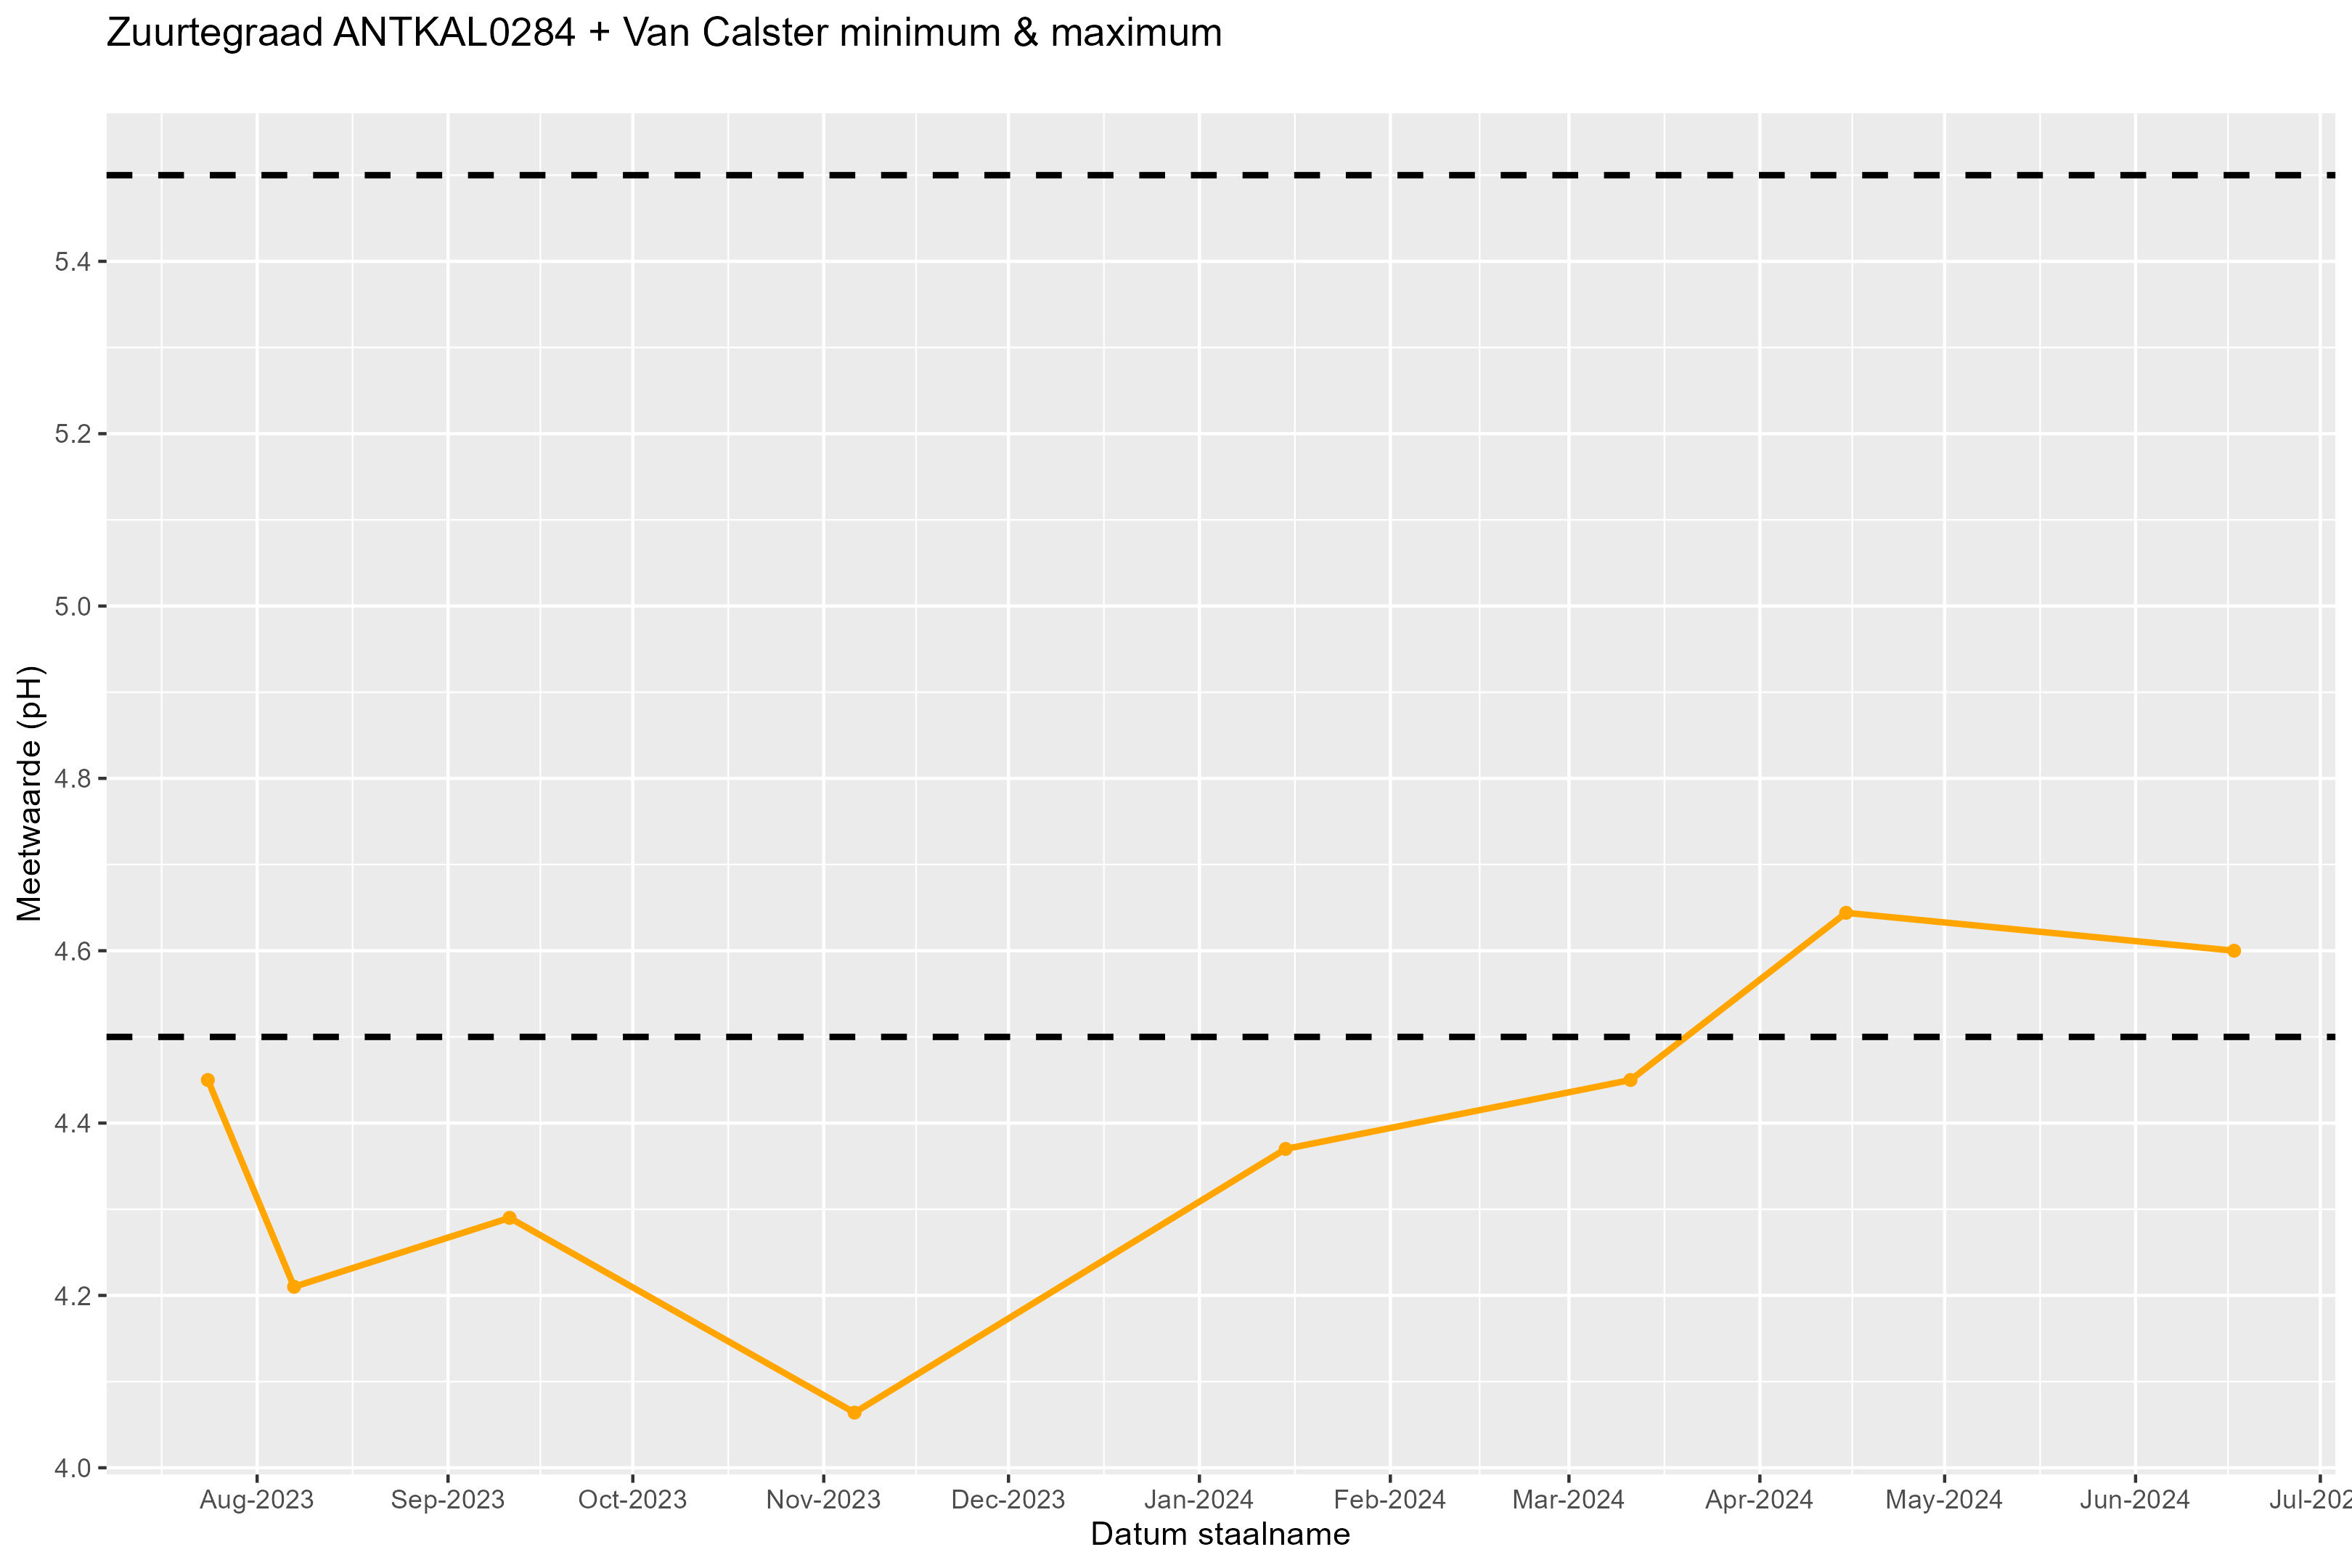 Zuurtegraad ANTKAL0284 + Van Calster minimum & maximum
Meetwaarde (pH)
5.4
5.2
5.0
4.8
4.6
4.4
4.2
4.0
Aug-2023 Sep-2023 Oct-2023 Nov-2023 Dec-2023 Jan-2024 Feb-2024 Mar-2024 Apr-2024 May-2024 Jun-2024 Jul-202
Datum staalname